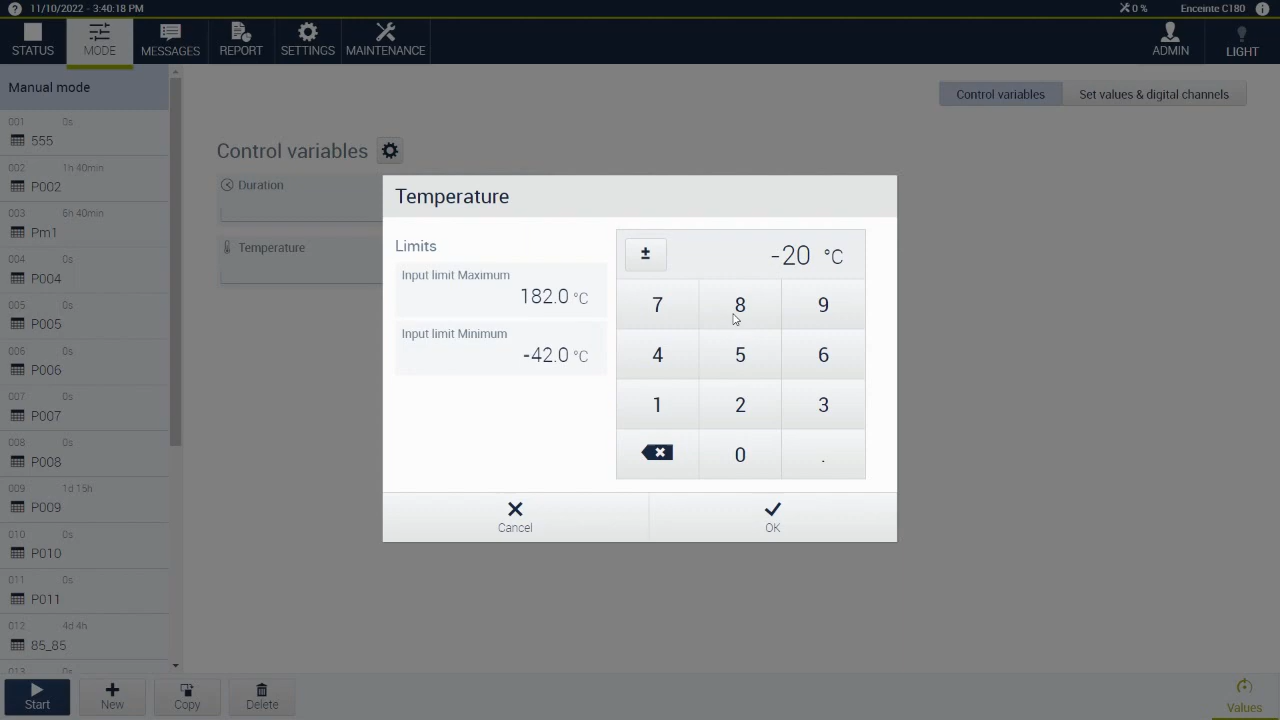 11/10/2022 - 3:40:18 PM
0 %
Enceinte C180
STATUS
MODE
MESSAGES
REPORT
SETTINGS
MAINTENANCE
ADMIN
LIGHT
Manual mode
Control variables
Set values & digital channels
001 0s
555
002 1h 40min
P002
003 6h 40min
Pm1
004 0s
P004
005 0s
P005
006 0s
P006
007 0s
P007
008 0s
P008
009 1d 15h
P009
010 0s
P010
011 0s
P011
012 4d 4h
85_85
013 0s
Control variables
Duration
Temperature
Temperature
Limits
Input limit Maximum
182.0 °C
Input limit Minimum
-42.0 °C
± -20 °C
7 8 9
4 5 6
1 2 3
0 .
Cancel
OK
Start
New
Copy
Delete
Values